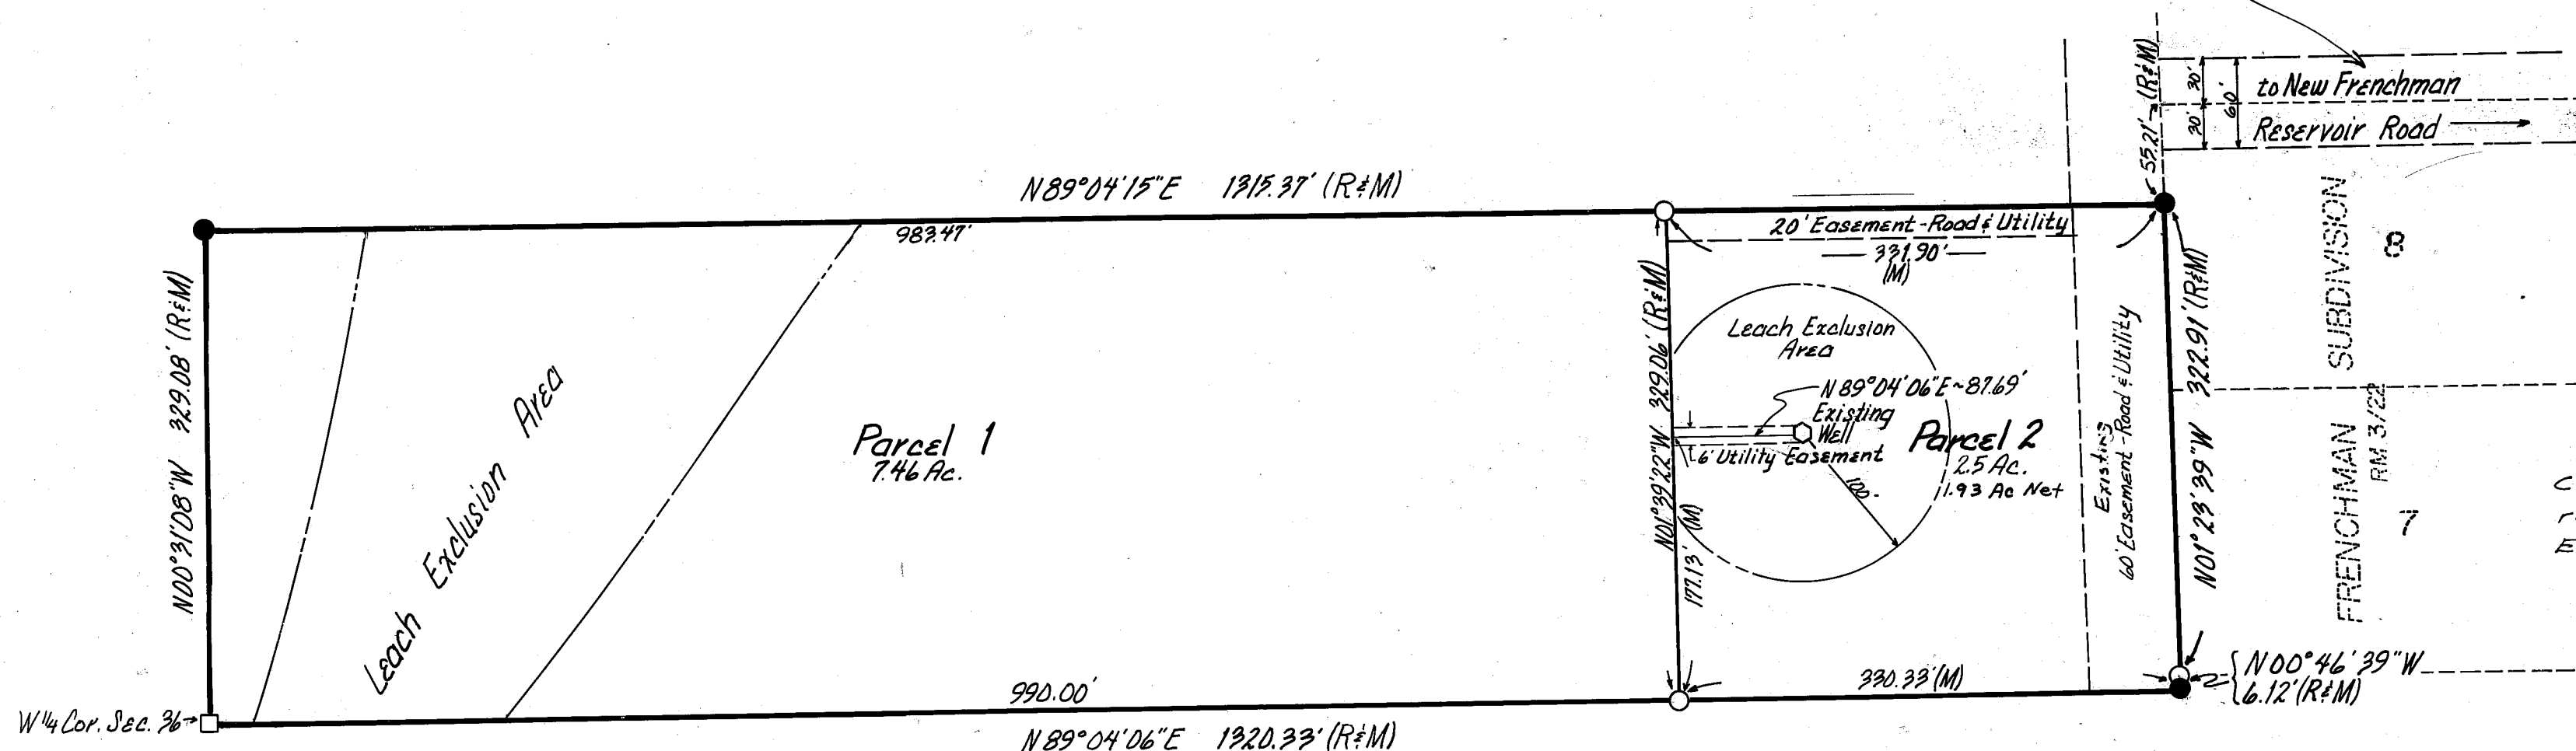 55.21' (R&M)
30'
30'
60'
to New Frenchman
Reservoir Road
N89°04'15"E 1315.37' (R&M)
983.47'
20' Easement-Road & Utility
331.90'
(M)
N00°31'08"W 329.08' (R&M)
Leach Exclusion Area
Parcel 1
7.46 Ac.
N01°39'22"W 329.06' (R&M)
177.13' (M)
Leach Exclusion
Area
N89°04'06"E~87.69'
Existing
Well
6' Utility Easement
100'
Parcel 2
2.5 Ac.
1.93 Ac Net
Existing
60' Easement-Road & Utility
N01°23'39"W 322.91' (R&M)
FRENCHMAN SUBDIVISION
RM 3/122
8
7
C
r
E
N00°46'39"W
6.12' (R&M)
990.00'
330.33' (M)
W 1/4 Cor. Sec. 36
N89°04'06"E 1320.33' (R&M)